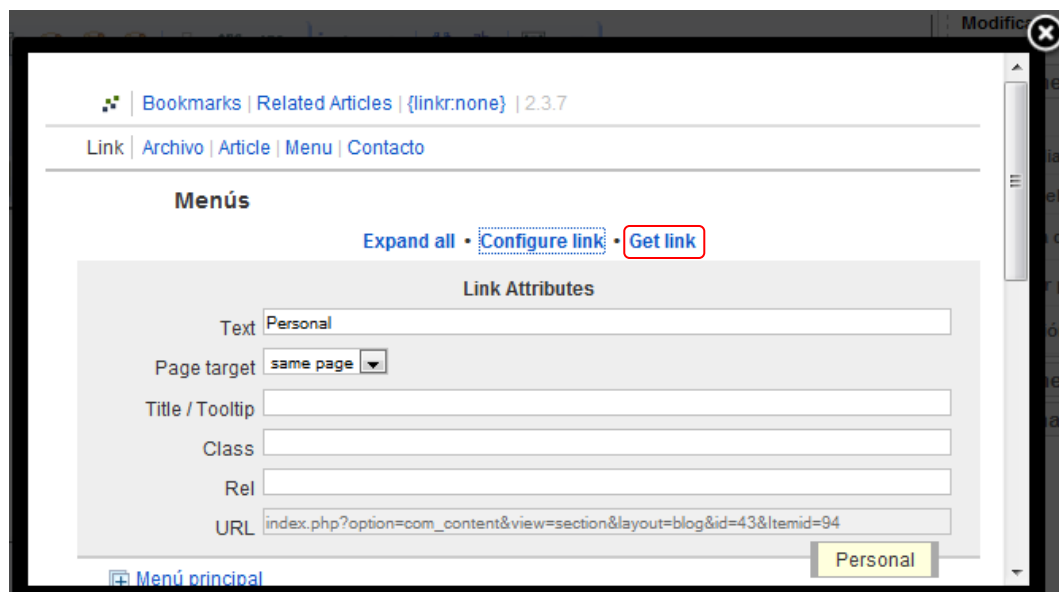 Modifica
Bookmarks | Related Articles | {linkr:none} | 2.3.7
Link | Archivo | Article | Menu | Contacto
Menús
Expand all • Configure link • Get link
Link Attributes
Text Personal
Page target same page
Title / Tooltip
Class
Rel
URL index.php?option=com_content&view=section&layout=blog&id=43&Itemid=94
Personal
Menú principal